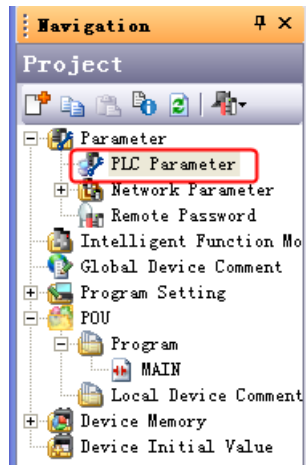 Navigation
Project
Parameter
PLC Parameter
Network Parameter
Remote Password
Intelligent Function Mo
Global Device Comment
Program Setting
POU
Program
MAIN
Local Device Comment
Device Memory
Device Initial Value